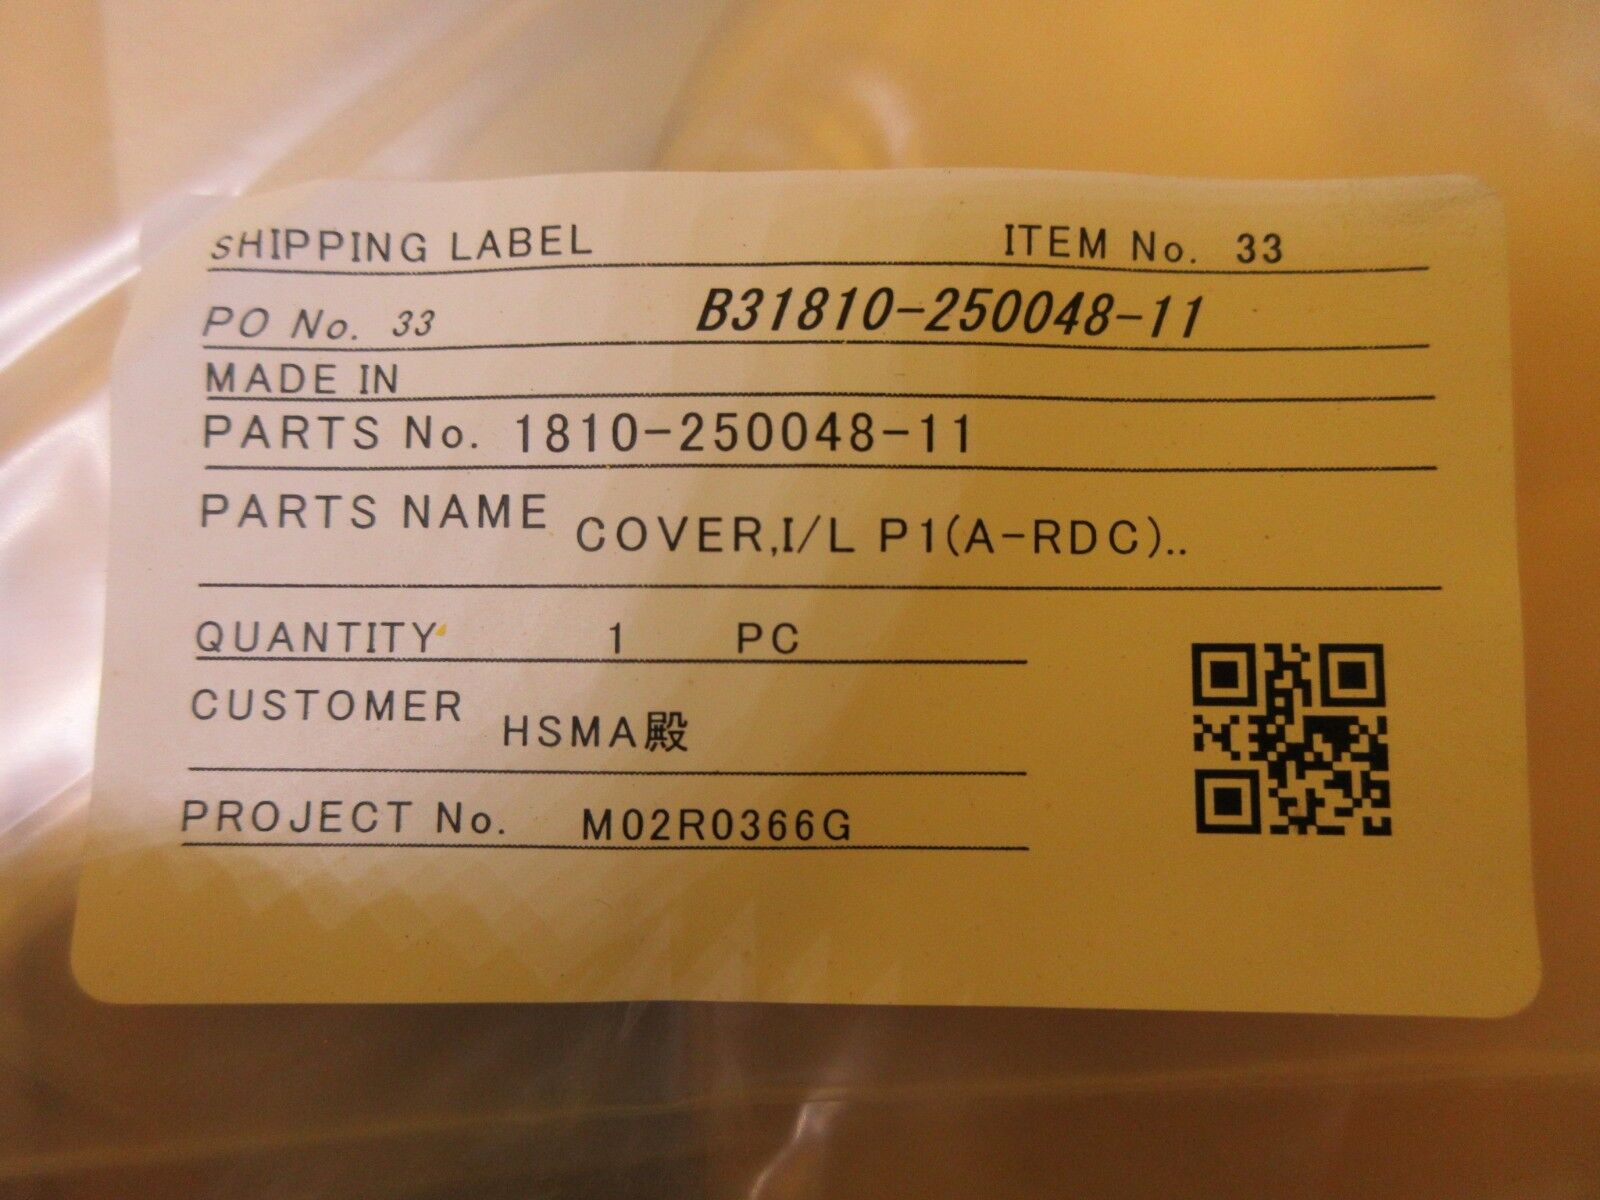 SHIPPING LABEL ITEM No. 33
PO No. 33 B31810-250048-11
MADE IN
PARTS No. 1810-250048-11
PARTS NAME COVER,I/L P1(A-RDC)..
QUANTITY 1 PC
CUSTOMER HSMA殿
PROJECT No. M02R0366G